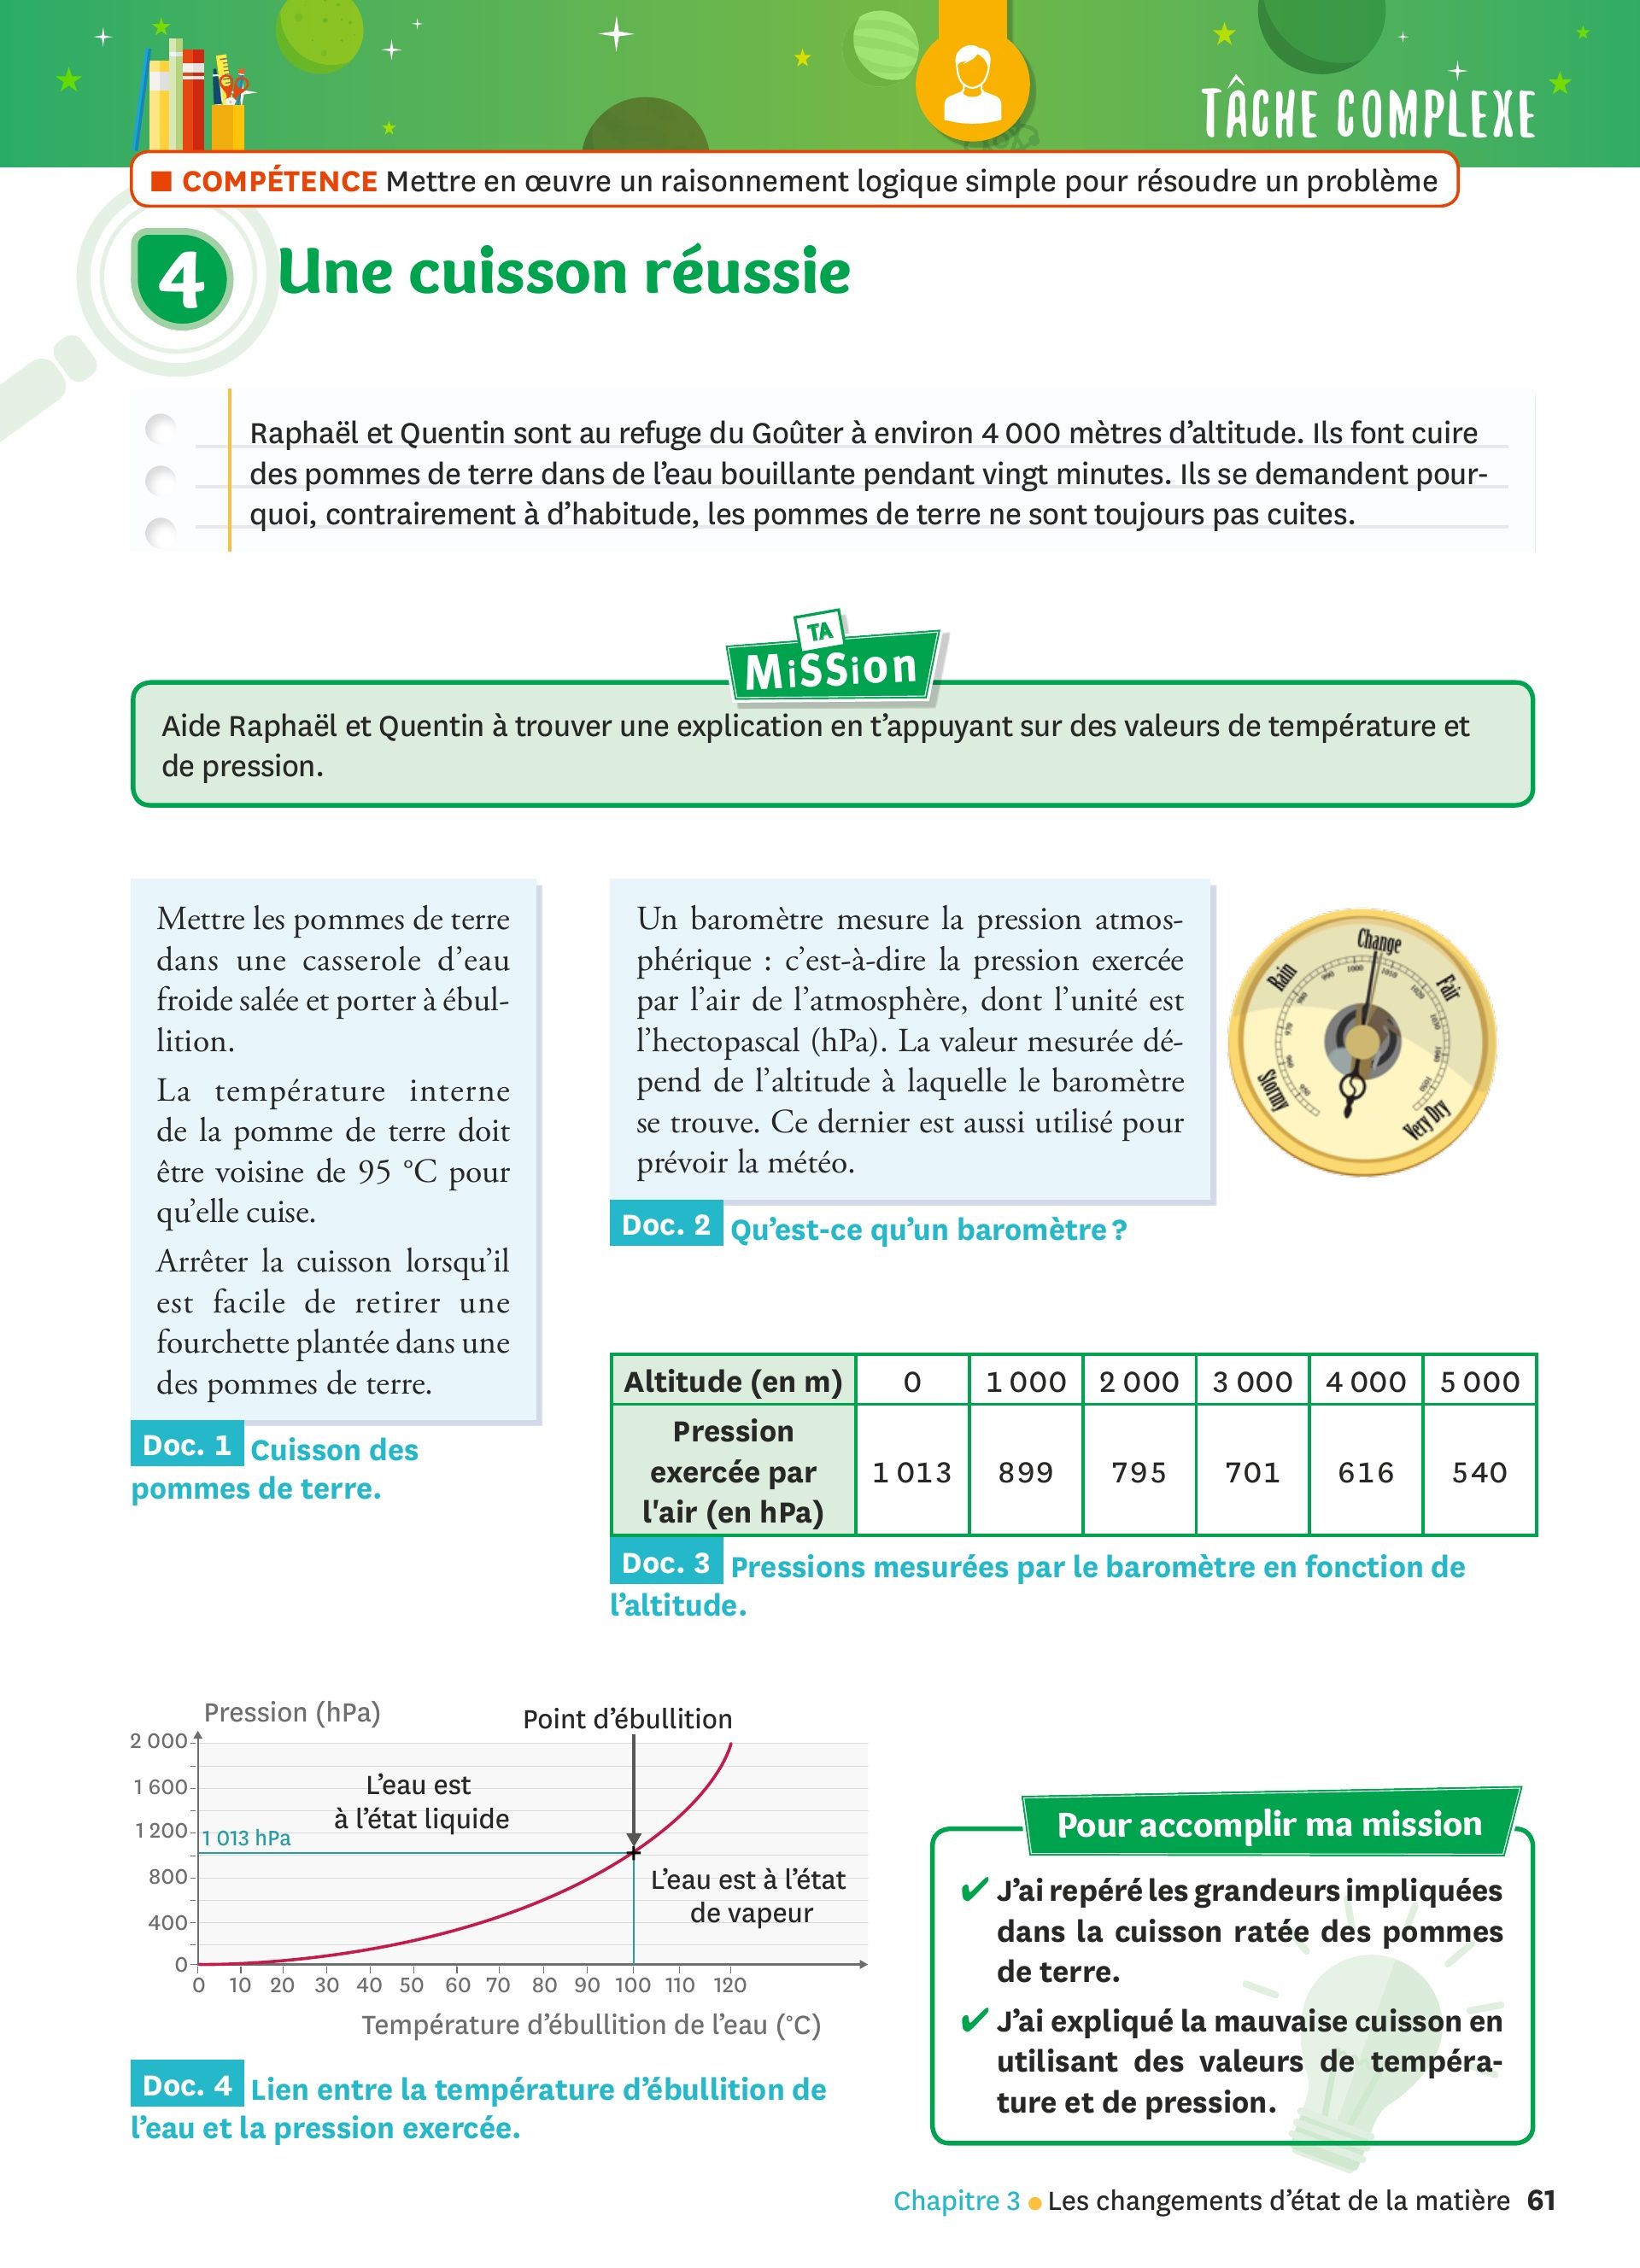 TÂCHE COMPLEXE
■ COMPÉTENCE Mettre en œuvre un raisonnement logique simple pour résoudre un problème
4 Une cuisson réussie
Raphaël et Quentin sont au refuge du Goûter à environ 4 000 mètres d’altitude. Ils font cuire
des pommes de terre dans de l’eau bouillante pendant vingt minutes. Ils se demandent pour-
quoi, contrairement à d’habitude, les pommes de terre ne sont toujours pas cuites.
TA
MiSSion
Aide Raphaël et Quentin à trouver une explication en t’appuyant sur des valeurs de température et
de pression.
Mettre les pommes de terre
dans une casserole d’eau
froide salée et porter à ébul-
lition.
La température interne
de la pomme de terre doit
être voisine de 95 °C pour
qu’elle cuise.
Arrêter la cuisson lorsqu’il
est facile de retirer une
fourchette plantée dans une
des pommes de terre.
Doc. 1 Cuisson des
pommes de terre.
Un baromètre mesure la pression atmos-
phérique : c’est-à-dire la pression exercée
par l’air de l’atmosphère, dont l’unité est
l’hectopascal (hPa). La valeur mesurée dé-
pend de l’altitude à laquelle le baromètre
se trouve. Ce dernier est aussi utilisé pour
prévoir la météo.
Doc. 2 Qu’est-ce qu’un baromètre ?
Stormy
Rain
Change
Fair
Very Dry
1000
1010
1020
Altitude (en m) 0 1 000 2 000 3 000 4 000 5 000
Pression
exercée par
l'air (en hPa)
1 013 899 795 701 616 540
Doc. 3 Pressions mesurées par le baromètre en fonction de
l’altitude.
Pression (hPa)
Point d’ébullition
2 000
1 600
1 200
800
400
0
L’eau est
à l’état liquide
1 013 hPa
L’eau est à l’état
de vapeur
0 10 20 30 40 50 60 70 80 90 100 110 120
Température d’ébullition de l’eau (°C)
Doc. 4 Lien entre la température d’ébullition de
l’eau et la pression exercée.
Pour accomplir ma mission
✔ J’ai repéré les grandeurs impliquées
dans la cuisson ratée des pommes
de terre.
✔ J’ai expliqué la mauvaise cuisson en
utilisant des valeurs de tempéra-
ture et de pression.
Chapitre 3 ● Les changements d’état de la matière 61